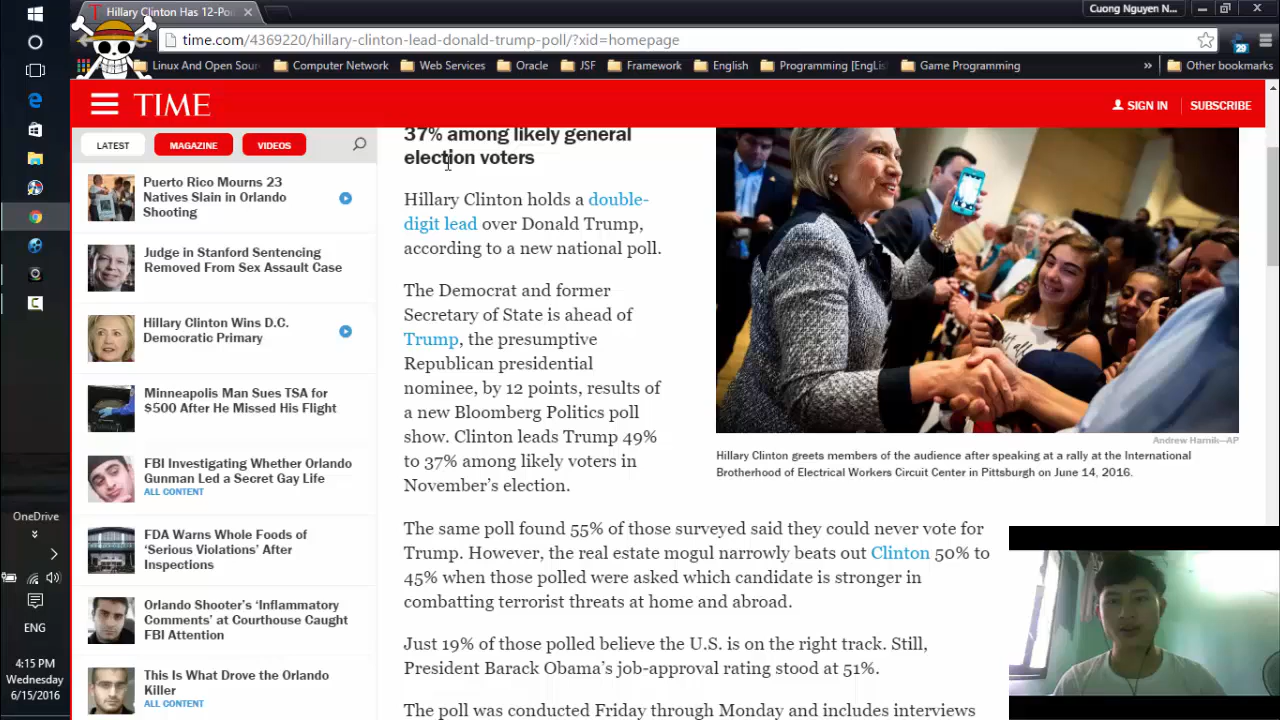 Hillary Clinton Has 12-Poi
Cuong Nguyen N...
time.com/4369220/hillary-clinton-lead-donald-trump-poll/?xid=homepage
Linux And Open Sour
Computer Network
Web Services
Oracle
JSF
Framework
English
Programming [EngLis
Game Programming
»
Other bookmarks
29
TIME
SIGN IN
SUBSCRIBE
LATEST
MAGAZINE
VIDEOS
Puerto Rico Mourns 23
Natives Slain in Orlando
Shooting
Judge in Stanford Sentencing
Removed From Sex Assault Case
Hillary Clinton Wins D.C.
Democratic Primary
Minneapolis Man Sues TSA for
$500 After He Missed His Flight
FBI Investigating Whether Orlando
Gunman Led a Secret Gay Life
ALL CONTENT
FDA Warns Whole Foods of
‘Serious Violations’ After
Inspections
Orlando Shooter’s ‘Inflammatory
Comments’ at Courthouse Caught
FBI Attention
This Is What Drove the Orlando
Killer
ALL CONTENT
37% among likely general
election voters
Hillary Clinton holds a double-
digit lead over Donald Trump,
according to a new national poll.
The Democrat and former
Secretary of State is ahead of
Trump, the presumptive
Republican presidential
nominee, by 12 points, results of
a new Bloomberg Politics poll
show. Clinton leads Trump 49%
to 37% among likely voters in
November’s election.
Andrew Harnik—AP
Hillary Clinton greets members of the audience after speaking at a rally at the International
Brotherhood of Electrical Workers Circuit Center in Pittsburgh on June 14, 2016.
The same poll found 55% of those surveyed said they could never vote for
Trump. However, the real estate mogul narrowly beats out Clinton 50% to
45% when those polled were asked which candidate is stronger in
combatting terrorist threats at home and abroad.
Just 19% of those polled believe the U.S. is on the right track. Still,
President Barack Obama’s job-approval rating stood at 51%.
The poll was conducted Friday through Monday and includes interviews
OneDrive
ENG
4:15 PM
Wednesday
6/15/2016